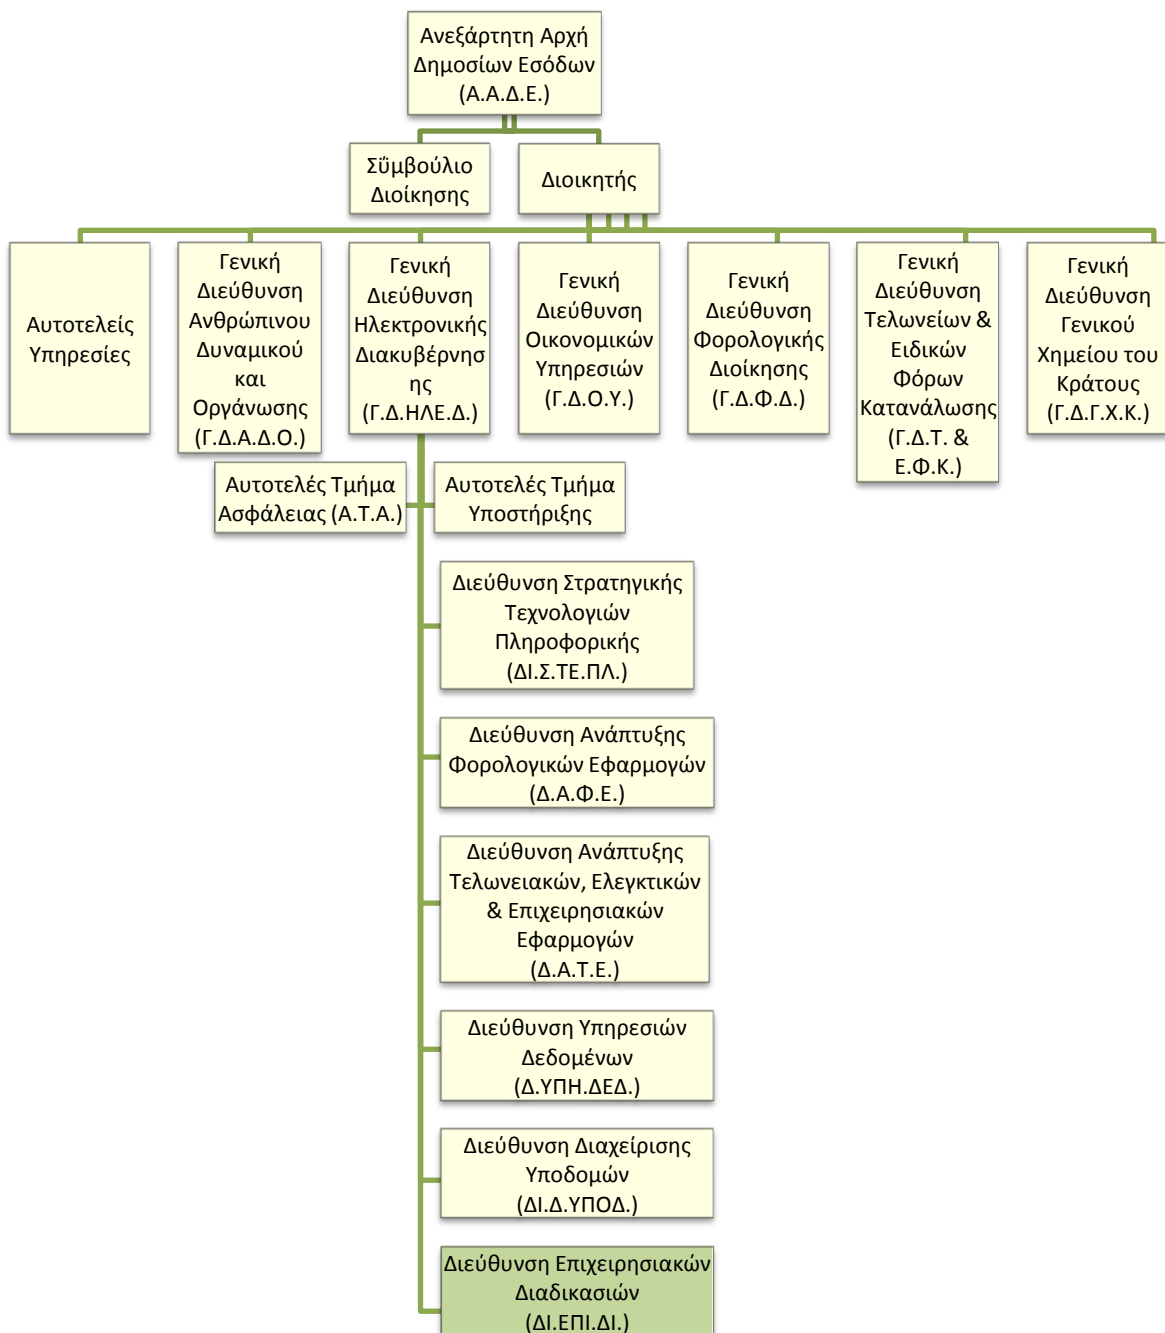 Ανεξάρτητη Αρχή
Δημοσίων Εσόδων
(Α.Α.Δ.Ε.)
Σΰμβούλιο
Διοίκησης
Διοικητής
Αυτοτελείς
Υπηρεσίες
Γενική
Διεύθυνση
Ανθρώπινου
Δυναμικού
και
Οργάνωσης
(Γ.Δ.Α.Δ.Ο.)
Γενική
Διεύθυνση
Ηλεκτρονικής
Διακυβέρνησ
ης
(Γ.Δ.ΗΛΕ.Δ.)
Γενική
Διεύθυνση
Οικονομικών
Υπηρεσιών
(Γ.Δ.Ο.Υ.)
Γενική
Διεύθυνση
Φορολογικής
Διοίκησης
(Γ.Δ.Φ.Δ.)
Γενική
Διεύθυνση
Τελωνείων &
Ειδικών
Φόρων
Κατανάλωσης
(Γ.Δ.Τ. &
Ε.Φ.Κ.)
Γενική
Διεύθυνση
Γενικού
Χημείου του
Κράτους
(Γ.Δ.Γ.Χ.Κ.)
Αυτοτελές Τμήμα
Ασφάλειας (Α.Τ.Α.)
Αυτοτελές Τμήμα
Υποστήριξης
Διεύθυνση Στρατηγικής
Τεχνολογιών
Πληροφορικής
(ΔΙ.Σ.ΤΕ.ΠΛ.)
Διεύθυνση Ανάπτυξης
Φορολογικών Εφαρμογών
(Δ.Α.Φ.Ε.)
Διεύθυνση Ανάπτυξης
Τελωνειακών, Ελεγκτικών
& Επιχειρησιακών
Εφαρμογών
(Δ.Α.Τ.Ε.)
Διεύθυνση Υπηρεσιών
Δεδομένων
(Δ.ΥΠΗ.ΔΕΔ.)
Διεύθυνση Διαχείρισης
Υποδομών
(ΔΙ.Δ.ΥΠΟΔ.)
Διεύθυνση Επιχειρησιακών
Διαδικασιών
(ΔΙ.ΕΠΙ.ΔΙ.)